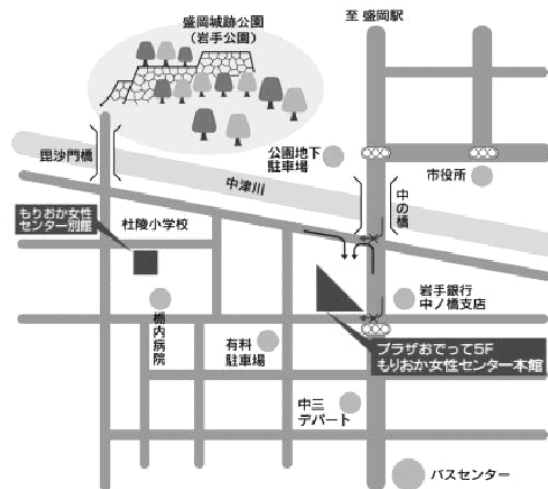 盛岡城跡公園
（岩手公園）
至 盛岡駅
毘沙門橋
公園地下
駐車場
中津川
中の橋
市役所
もりおか女性
センター別館
杜陵小学校
岩手銀行
中ノ橋支店
栃内病院
有料
駐車場
プラザおでって5F
もりおか女性センター本館
中三
デパート
バスセンター